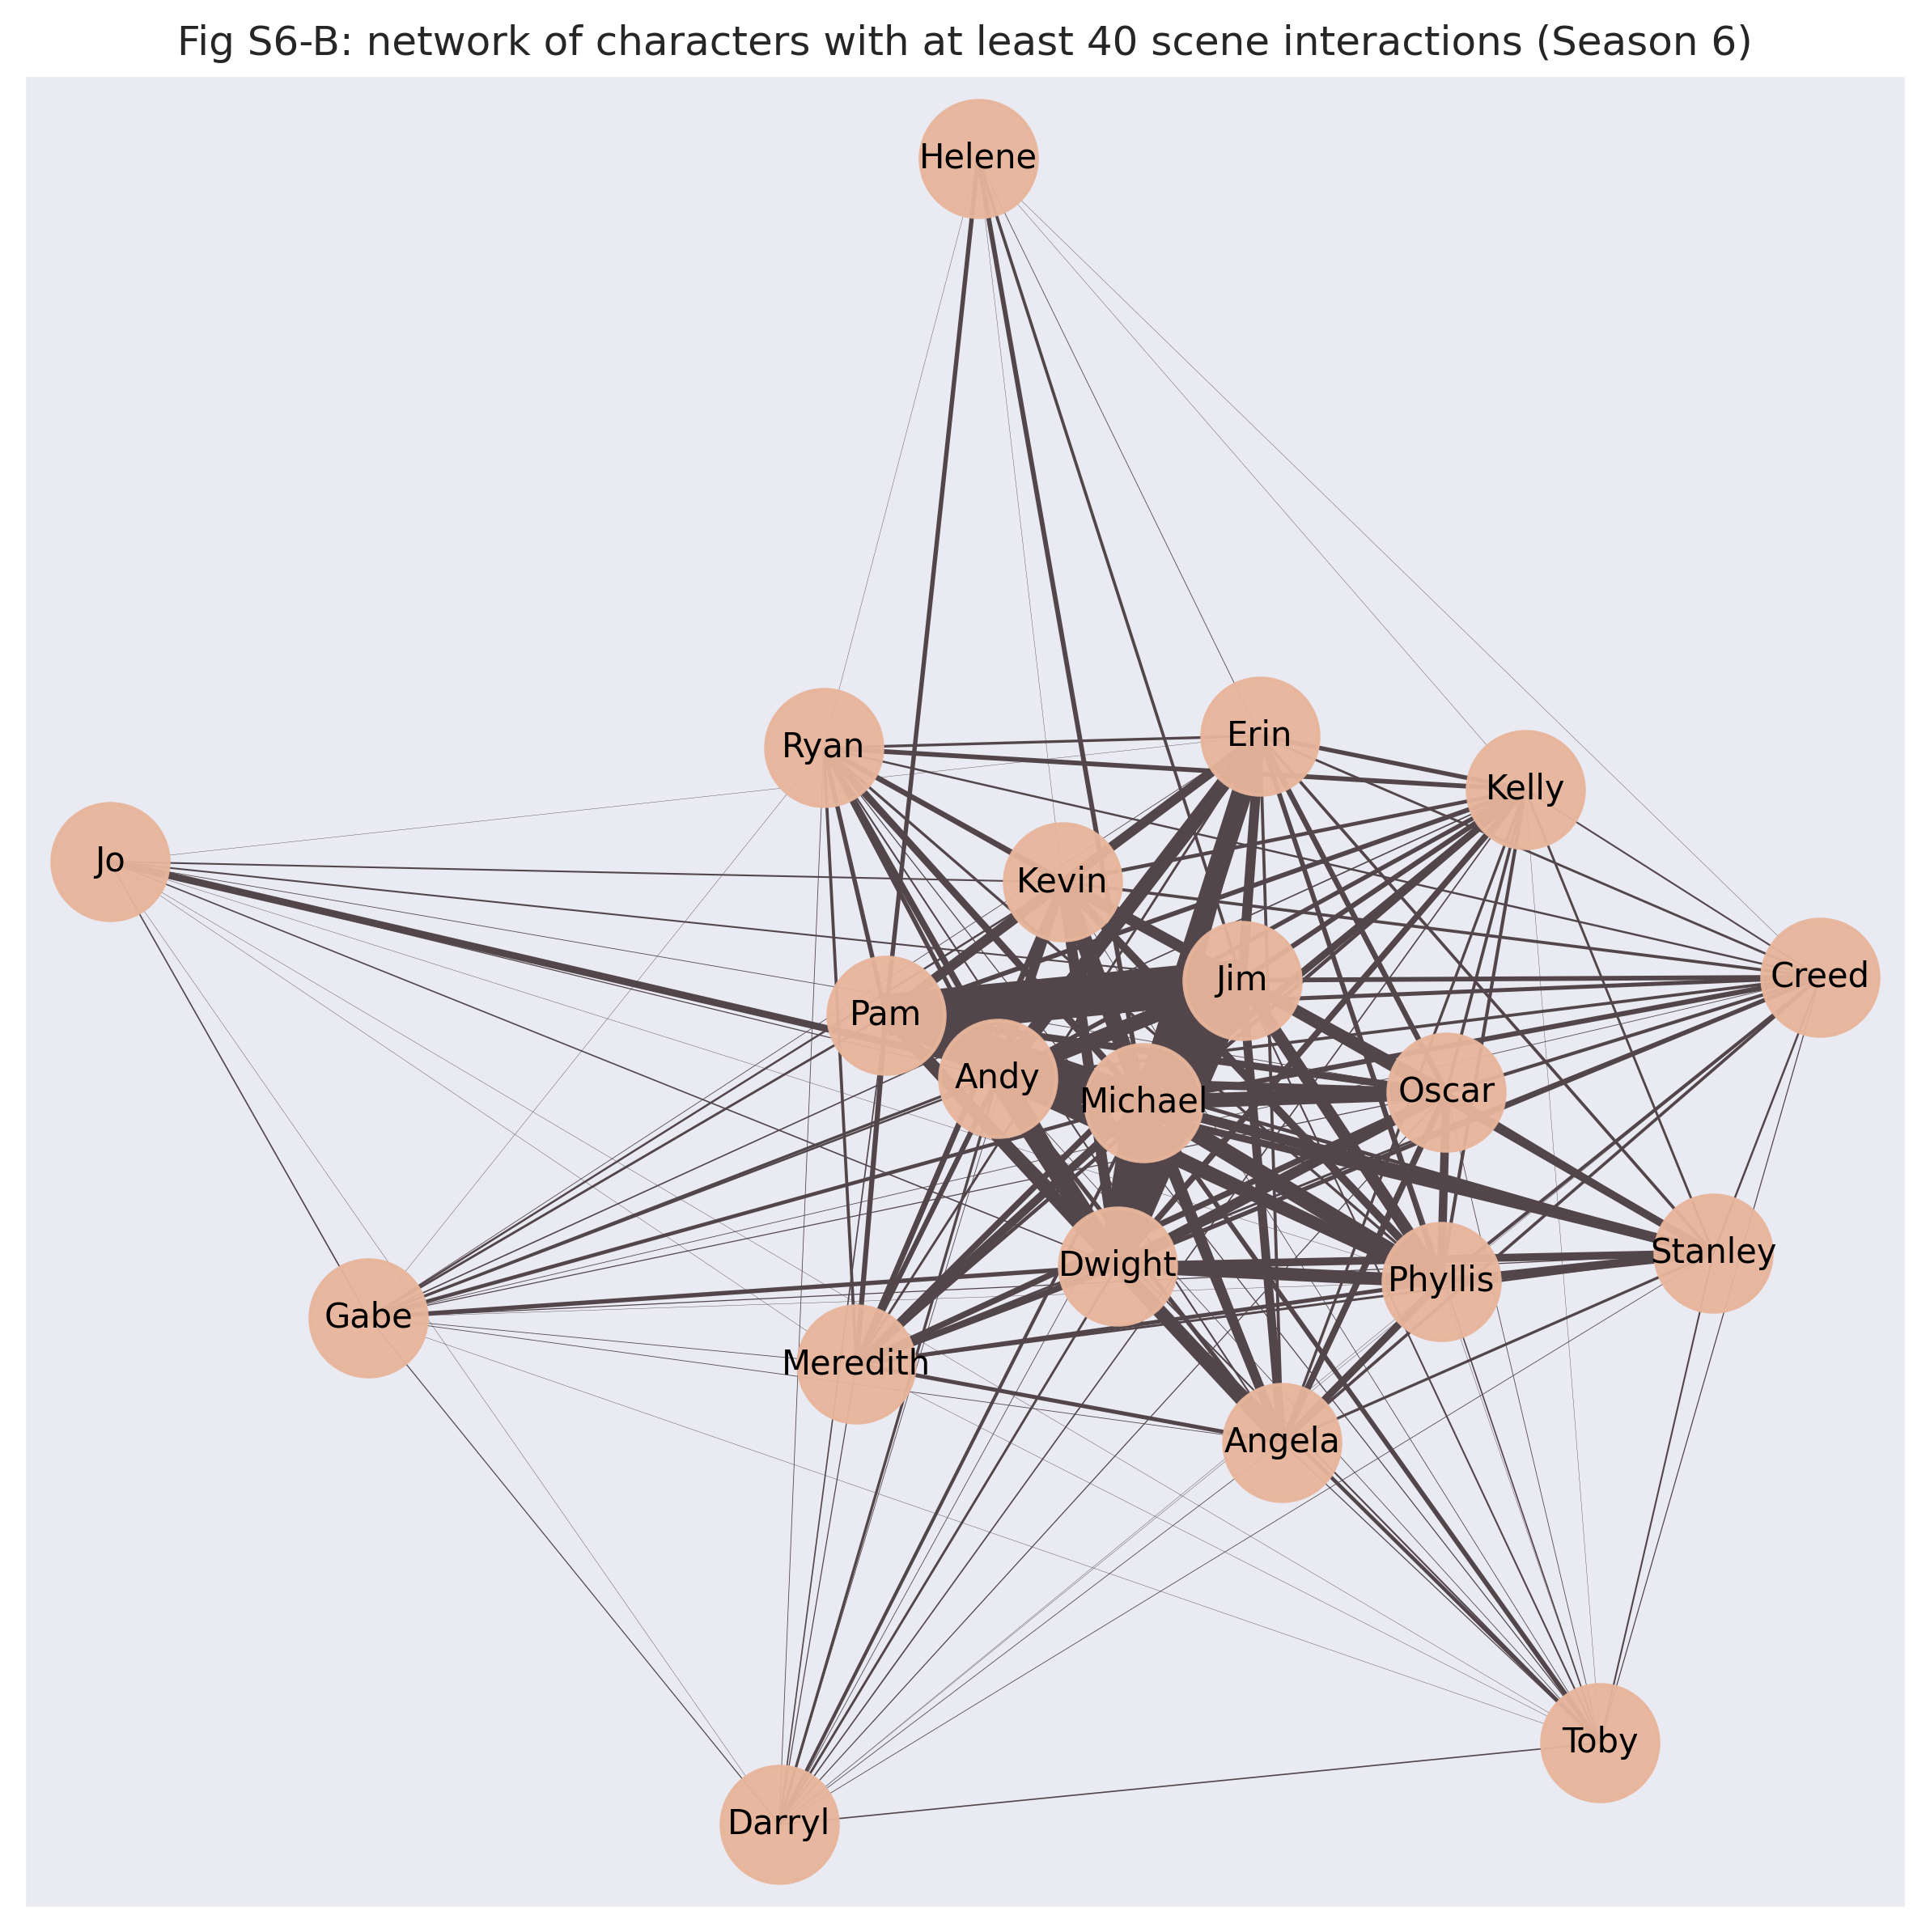 Fig S6-B: network of characters with at least 40 scene interactions (Season 6)
Helene
Erin
Ryan
Kelly
Jo
Kevin
Creed
Jim
Pam
Andy
Oscar
Michael
Stanley
Dwight
Phyllis
Gabe
Meredith
Angela
Toby
Darryl